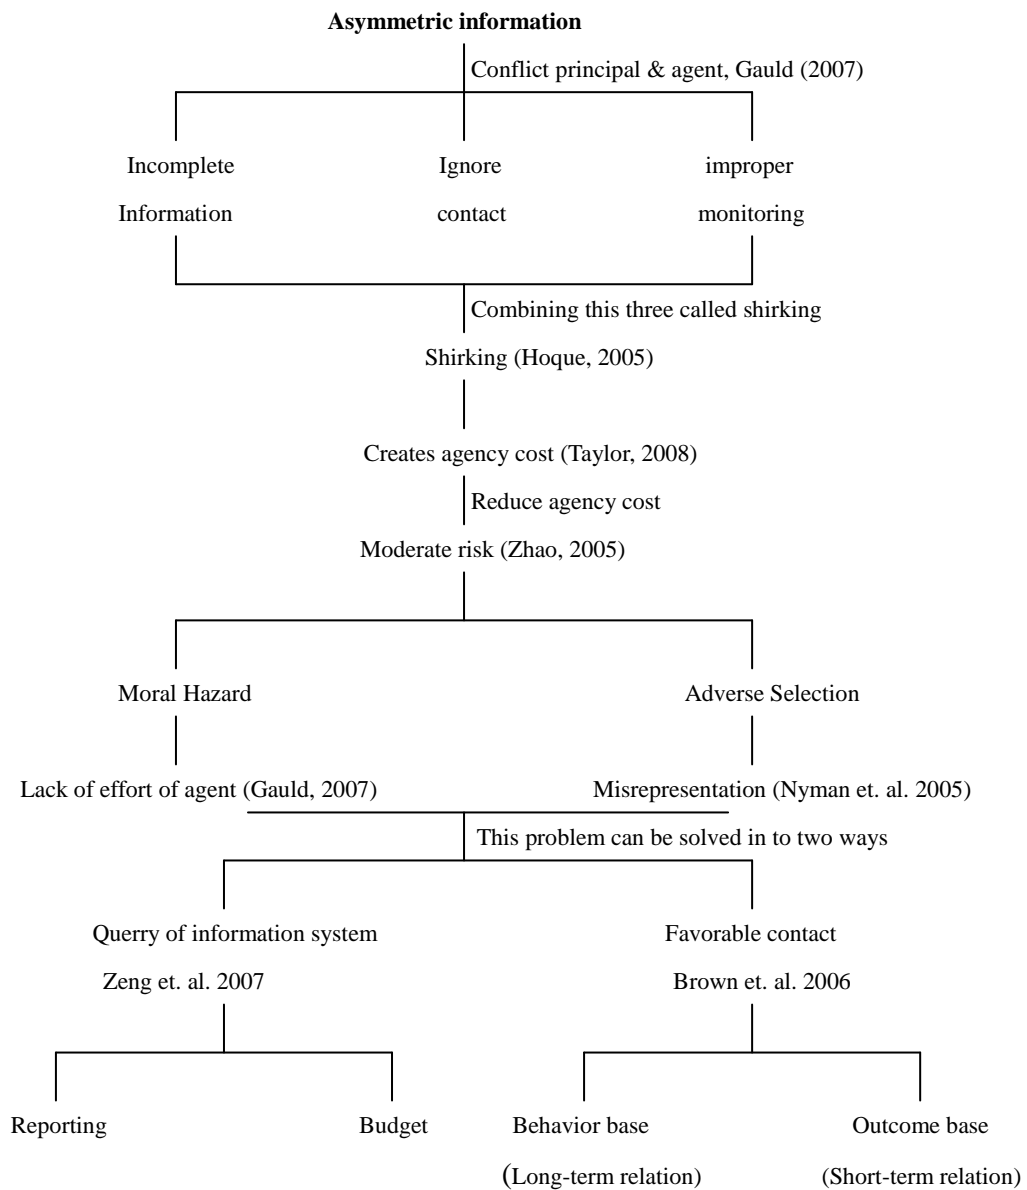 Asymmetric information
Conflict principal & agent, Gauld (2007)
Incomplete Ignore improper
Information contact monitoring
Combining this three called shirking
Shirking (Hoque, 2005)
Creates agency cost (Taylor, 2008)
Reduce agency cost
Moderate risk (Zhao, 2005)
Moral Hazard Adverse Selection
Lack of effort of agent (Gauld, 2007) Misrepresentation (Nyman et. al. 2005)
This problem can be solved in to two ways
Querry of information system Favorable contact
Zeng et. al. 2007 Brown et. al. 2006
Reporting Budget Behavior base Outcome base
(Long-term relation) (Short-term relation)